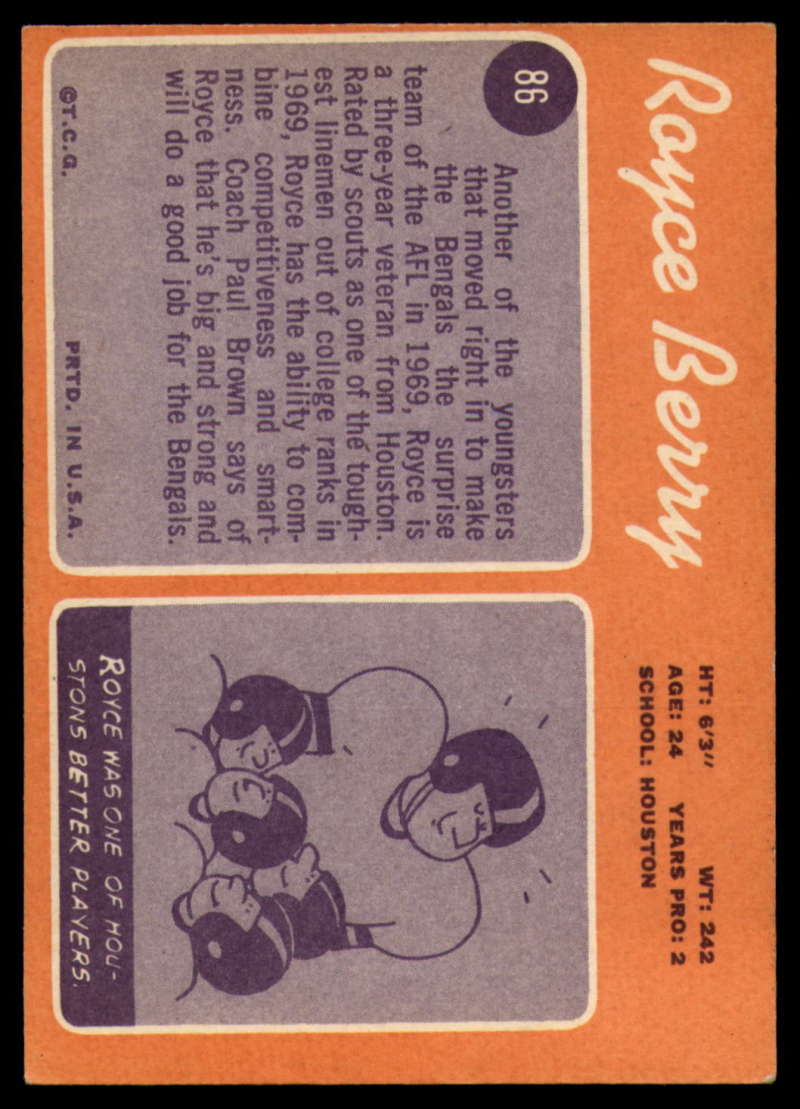 Royce Berry
HT: 6'3" WT: 242
AGE: 24 YEARS PRO: 2
SCHOOL: HOUSTON
86
Another of the youngsters
that moved right in to make
the Bengals the surprise
team of the AFL in 1969, Royce is
a three-year veteran from Houston.
Rated by scouts as one of the tough-
est linemen out of college ranks in
1969, Royce has the ability to com-
bine competitiveness and smart-
ness. Coach Paul Brown says of
Royce that he's big and strong and
will do a good job for the Bengals.
©T.C.G. PRTD. IN U.S.A.
ROYCE WAS ONE OF HOU-
STONS BETTER PLAYERS.